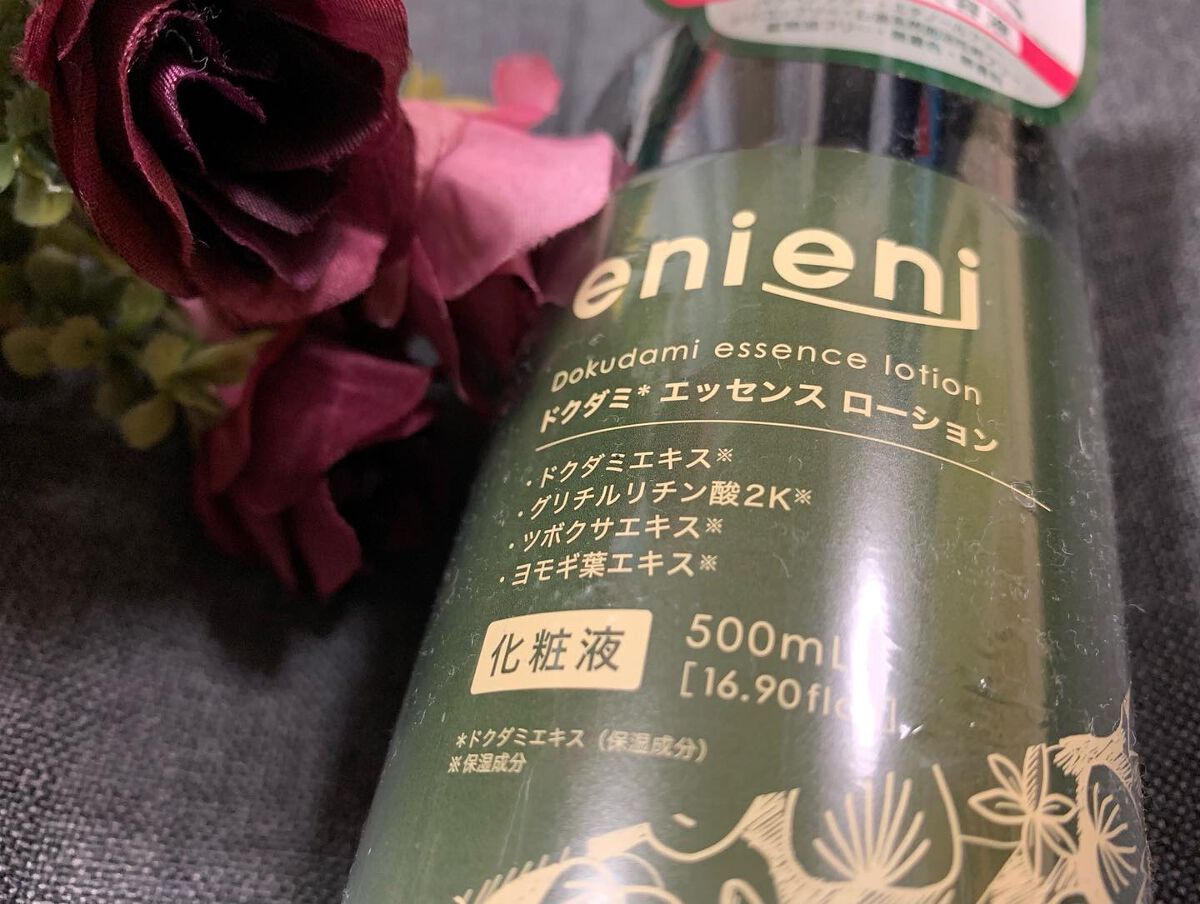 enieni
Dokudami essence lotion
ドクダミ* エッセンス ローション
・ドクダミエキス※
・グリチルリチン酸2K※
・ツボクサエキス※
・ヨモギ葉エキス※
化粧液
500mL
[16.90fl
*ドクダミエキス（保湿成分）
※保湿成分